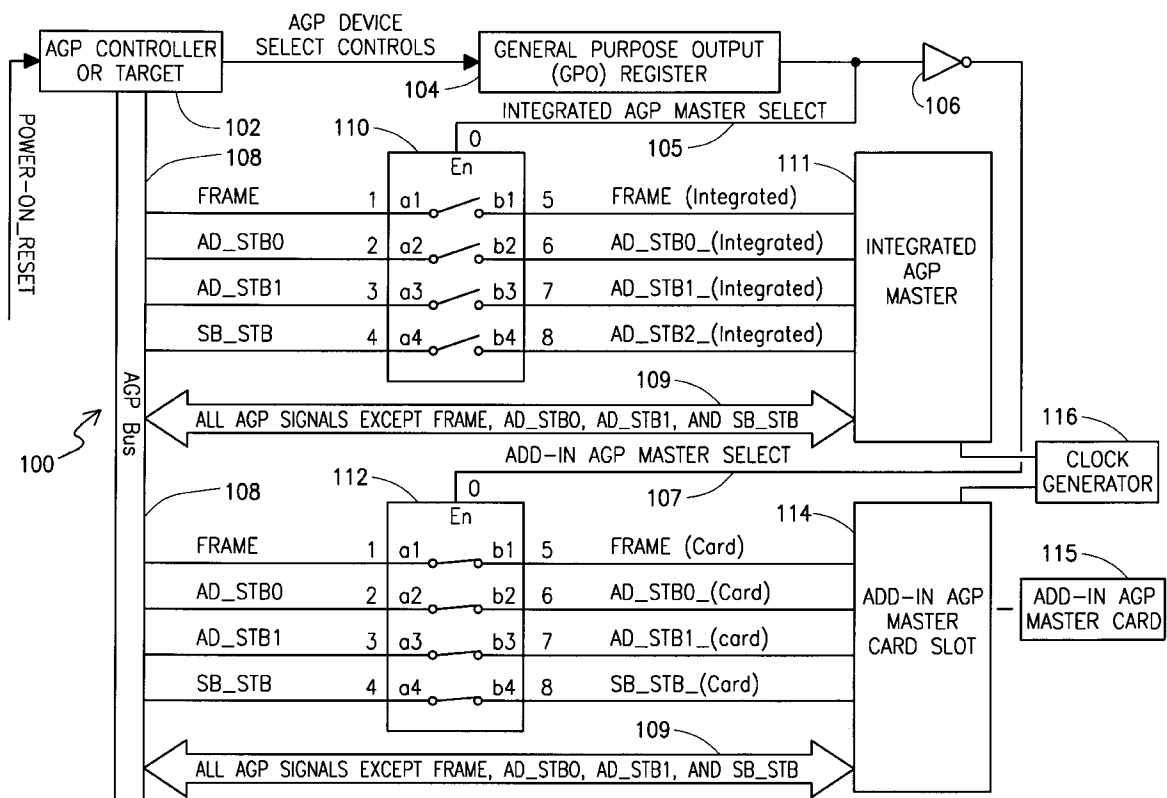 AGP DEVICE
SELECT CONTROLS
AGP CONTROLLER
OR TARGET
GENERAL PURPOSE OUTPUT
(GPO) REGISTER
102
104
106
POWER-ON_RESET
INTEGRATED AGP MASTER SELECT
105
108
110
0
En
111
FRAME 1 a1 b1 5 FRAME (Integrated)
AD_STB0 2 a2 b2 6 AD_STB0_(Integrated)
AD_STB1 3 a3 b3 7 AD_STB1_(Integrated)
SB_STB 4 a4 b4 8 AD_STB2_(Integrated)
INTEGRATED
AGP
MASTER
109
ALL AGP SIGNALS EXCEPT FRAME, AD_STB0, AD_STB1, AND SB_STB
AGP Bus
100
116
CLOCK
GENERATOR
ADD-IN AGP MASTER SELECT
107
108
112
0
En
114
FRAME 1 a1 b1 5 FRAME (Card)
AD_STB0 2 a2 b2 6 AD_STB0_(Card)
AD_STB1 3 a3 b3 7 AD_STB1_(card)
SB_STB 4 a4 b4 8 SB_STB_(Card)
ADD-IN AGP
MASTER
CARD SLOT
115
ADD-IN AGP
MASTER CARD
109
ALL AGP SIGNALS EXCEPT FRAME, AD_STB0, AD_STB1, AND SB_STB